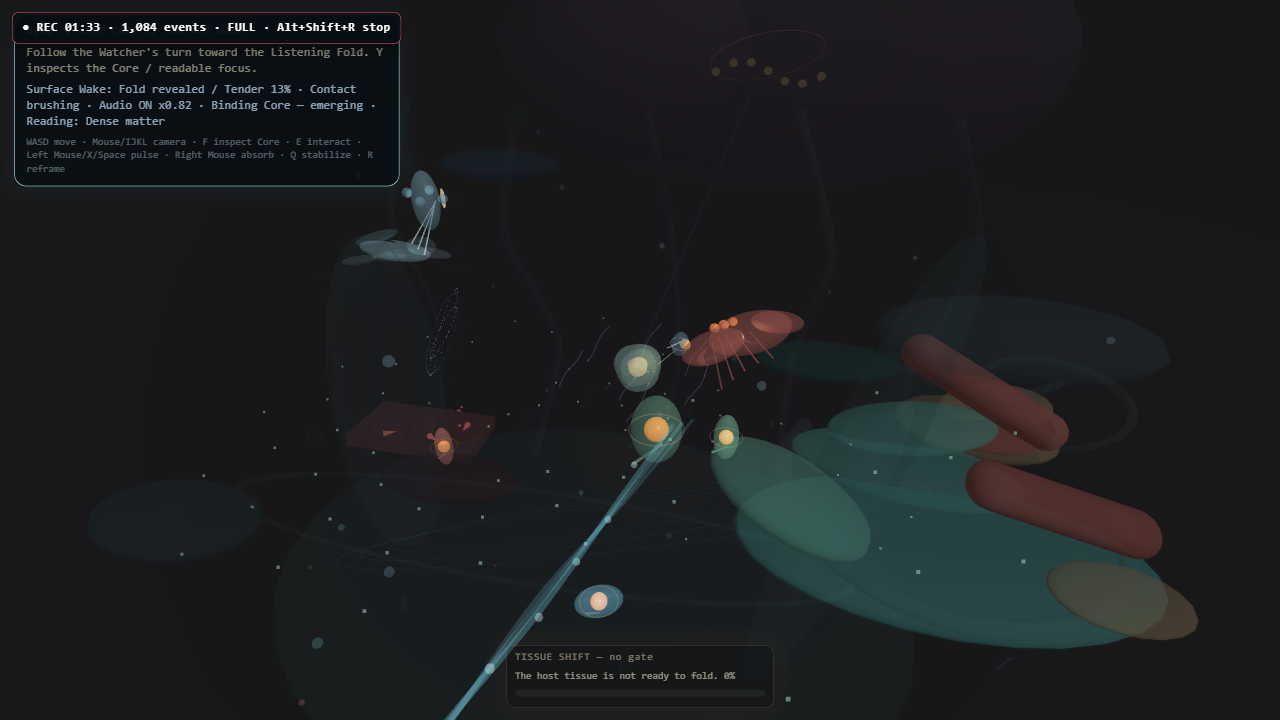 ● REC 01:33 · 1,084 events · FULL · Alt+Shift+R stop
Follow the Watcher's turn toward the Listening Fold. Y
inspects the Core / readable focus.
Surface Wake: Fold revealed / Tender 13% · Contact
brushing · Audio ON x0.82 · Binding Core — emerging ·
Reading: Dense matter
WASD move · Mouse/IJKL camera · F inspect Core · E interact ·
Left Mouse/X/Space pulse · Right Mouse absorb · Q stabilize · R
reframe
TISSUE SHIFT — no gate
The host tissue is not ready to fold. 0%